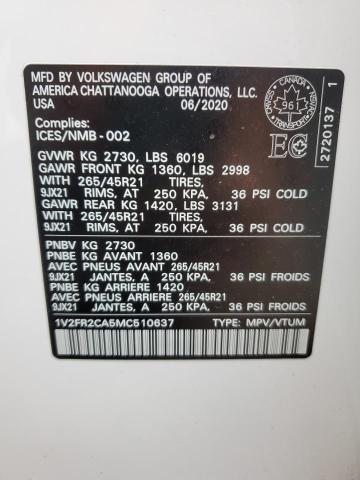 MFD BY VOLKSWAGEN GROUP OF
AMERICA CHATTANOOGA OPERATIONS, LLC.
USA 06/2020
Complies:
ICES/NMB-002
GVWR KG 2730, LBS 6019
GAWR FRONT KG 1360, LBS 2998
WITH 265/45R21 TIRES,
9JX21 RIMS, AT 250 KPA, 36 PSI COLD
GAWR REAR KG 1420, LBS 3131
WITH 265/45R21 TIRES,
9JX21 RIMS, AT 250 KPA, 36 PSI COLD
PNBV KG 2730
PNBE KG AVANT 1360
AVEC PNEUS AVANT 265/45R21
9JX21 JANTES, A 250 KPA, 36 PSI FROIDS
PNBE KG ARRIERE 1420
AVEC PNEUS ARRIERE 265/45R21
9JX21 JANTES, A 250 KPA, 36 PSI FROIDS
1V2FR2CA5MC510637 TYPE: MPV/VTUM
CANADA
96
TRANSPORT
EC
2720137 1